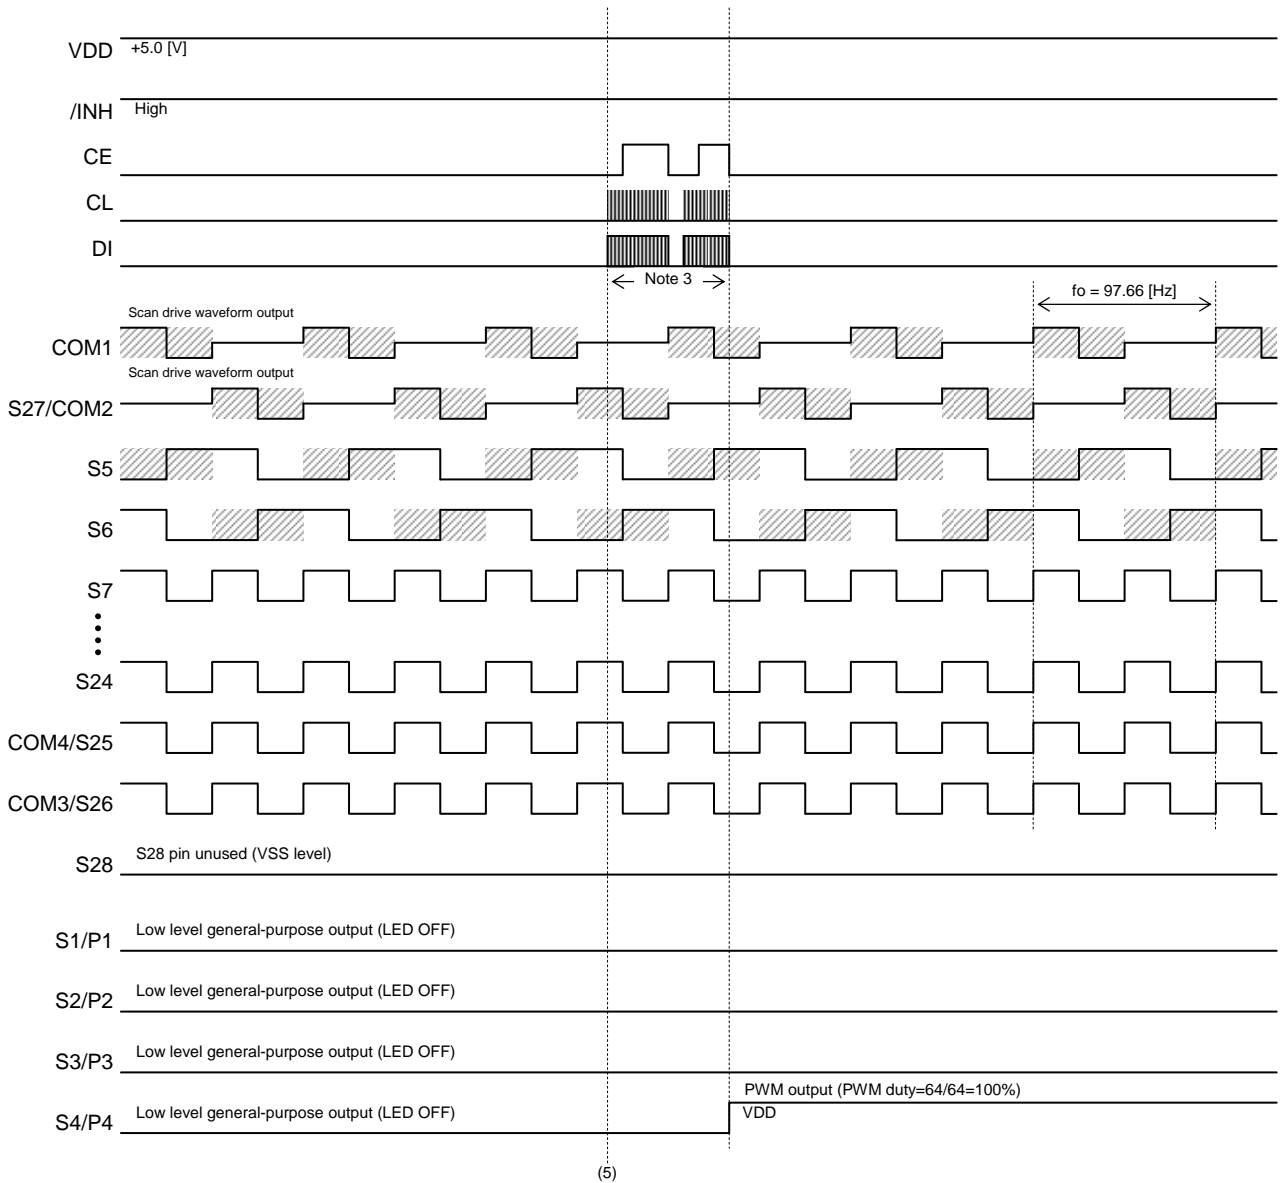 VDD +5.0 [V]
/INH High
CE
CL
DI
Note 3
fo = 97.66 [Hz]
Scan drive waveform output
COM1
Scan drive waveform output
S27/COM2
S5
S6
S7
S24
COM4/S25
COM3/S26
S28 S28 pin unused (VSS level)
S1/P1 Low level general-purpose output (LED OFF)
S2/P2 Low level general-purpose output (LED OFF)
S3/P3 Low level general-purpose output (LED OFF)
PWM output (PWM duty=64/64=100%)
S4/P4 Low level general-purpose output (LED OFF) VDD
(5)